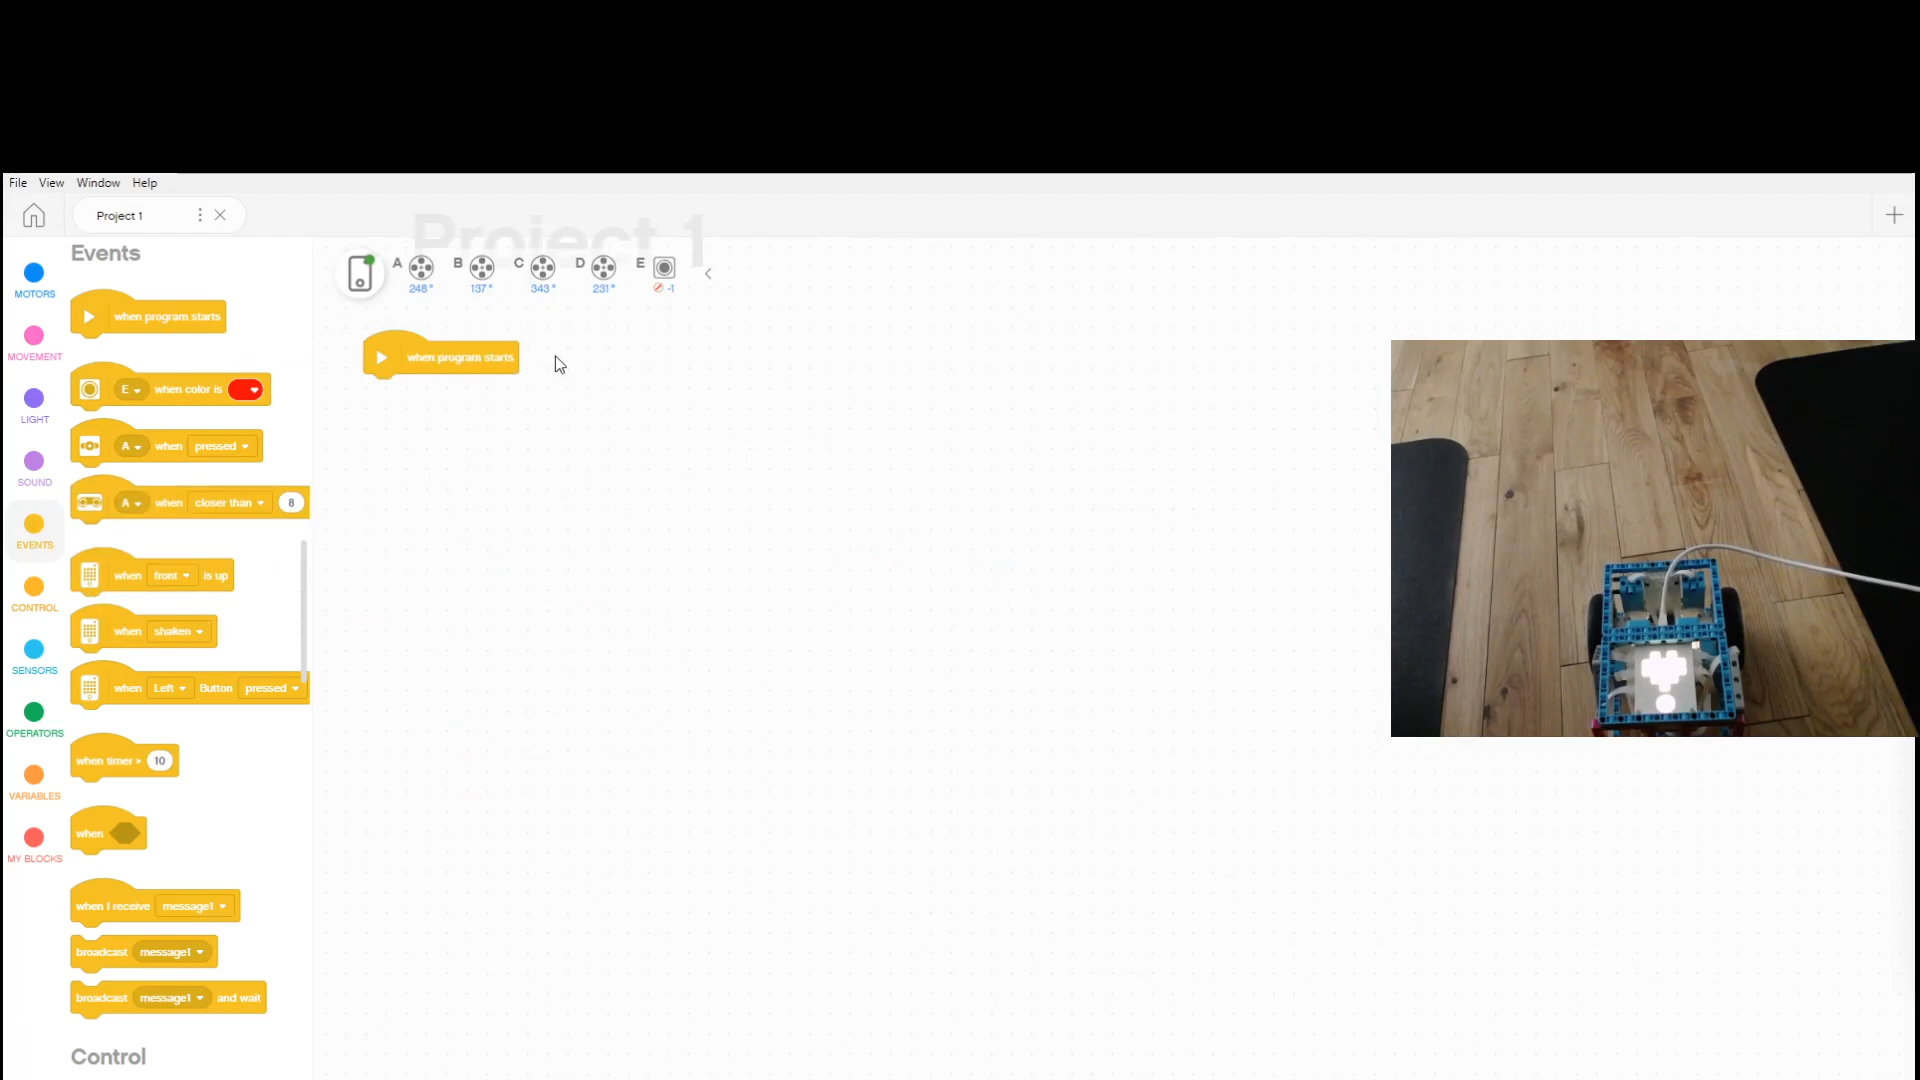 File View Window Help
Project 1
Project 1
Events
A B C D E
248° 137° 343° 231° -1
when program starts
when program starts
E when color is
A when pressed
A when closer than 8
when front is up
when shaken
when Left Button pressed
when timer > 10
when
when I receive message1
broadcast message1
broadcast message1 and wait
Control
MOTORS
MOVEMENT
LIGHT
SOUND
EVENTS
CONTROL
SENSORS
OPERATORS
VARIABLES
MY BLOCKS